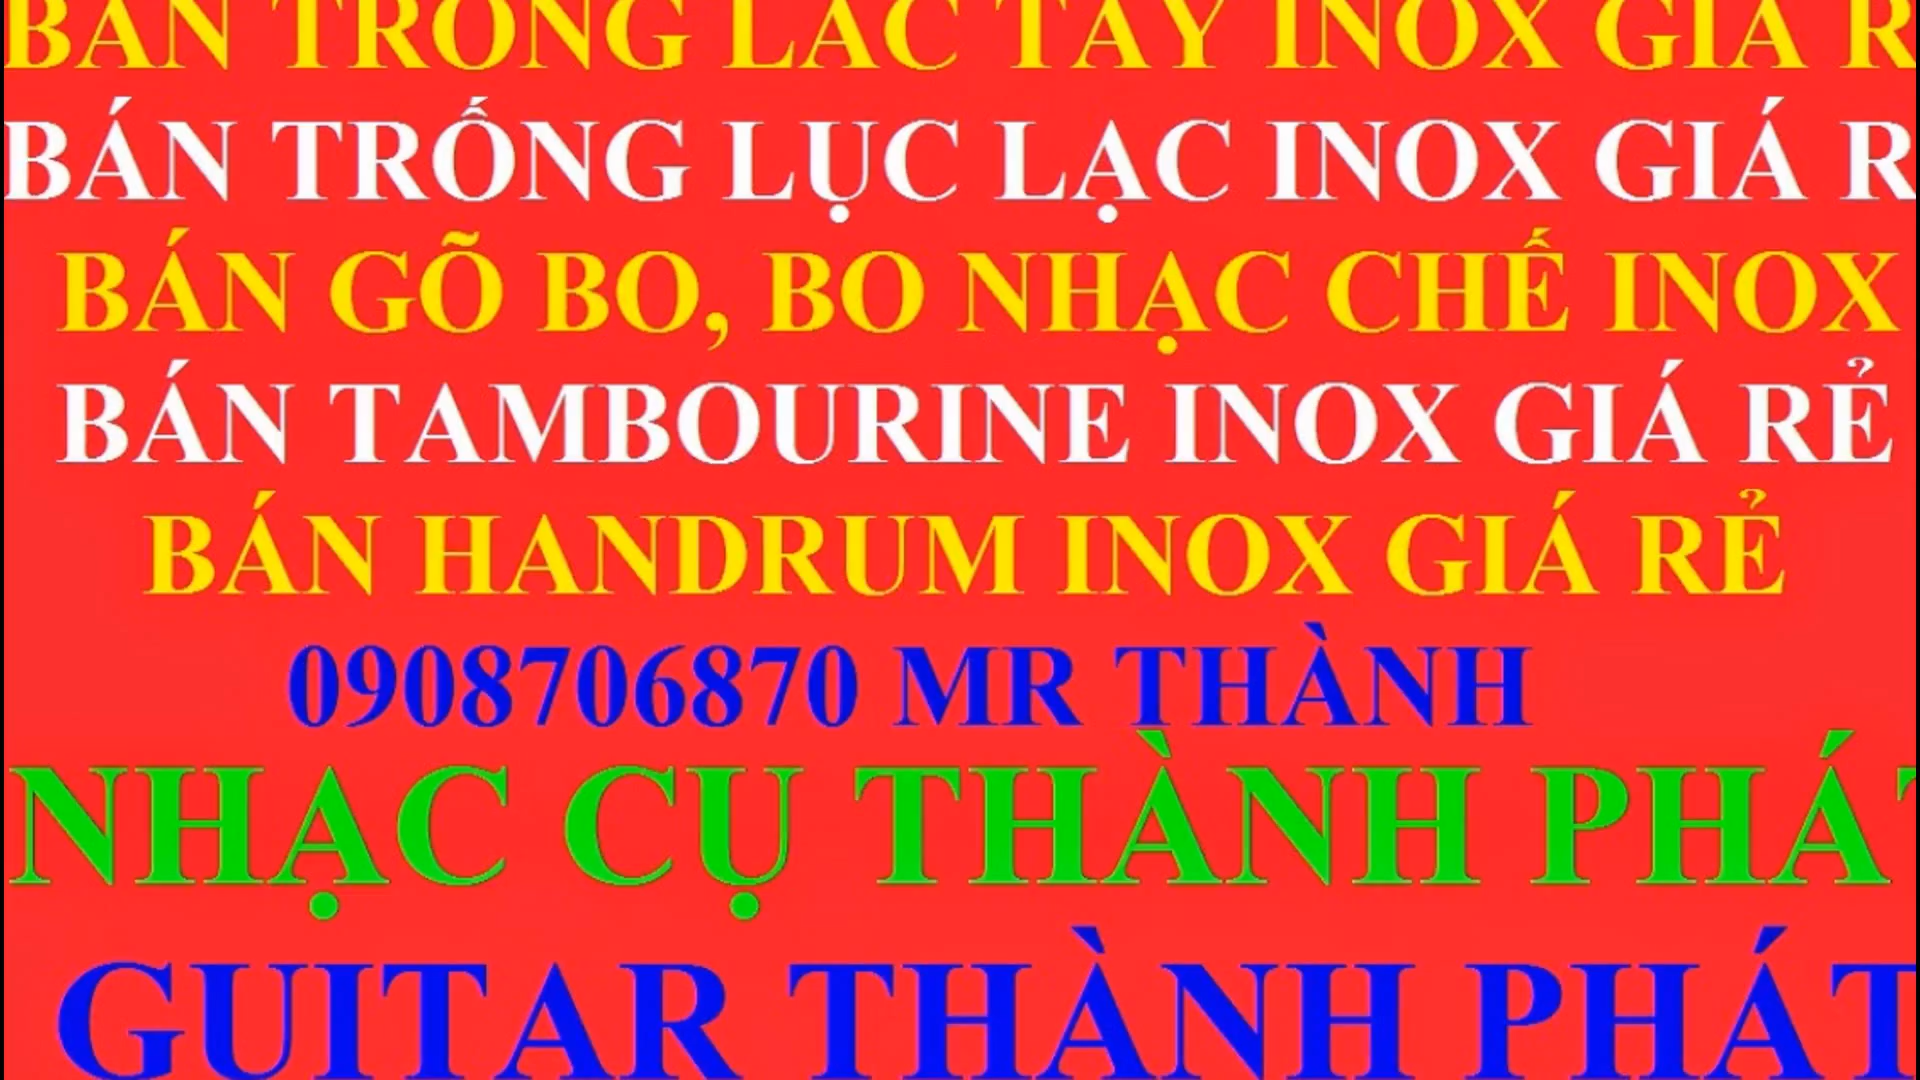 BÁN TRỐNG LẮC TAY INOX GIÁ R
BÁN TRỐNG LỤC LẠC INOX GIÁ R
BÁN GÕ BO, BO NHẠC CHẾ INOX
BÁN TAMBOURINE INOX GIÁ RẺ
BÁN HANDRUM INOX GIÁ RẺ
0908706870 MR THÀNH
NHẠC CỤ THÀNH PHÁT
GUITAR THÀNH PHÁT